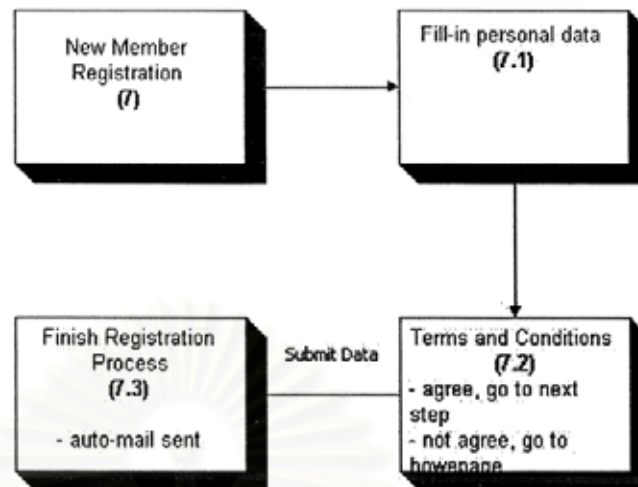 New Member
Registration
(7)
Fill-in personal data
(7.1)
Finish Registration
Process
(7.3)
- auto-mail sent
Submit Data
Terms and Conditions
(7.2)
- agree, go to next
step
- not agree, go to
howepage